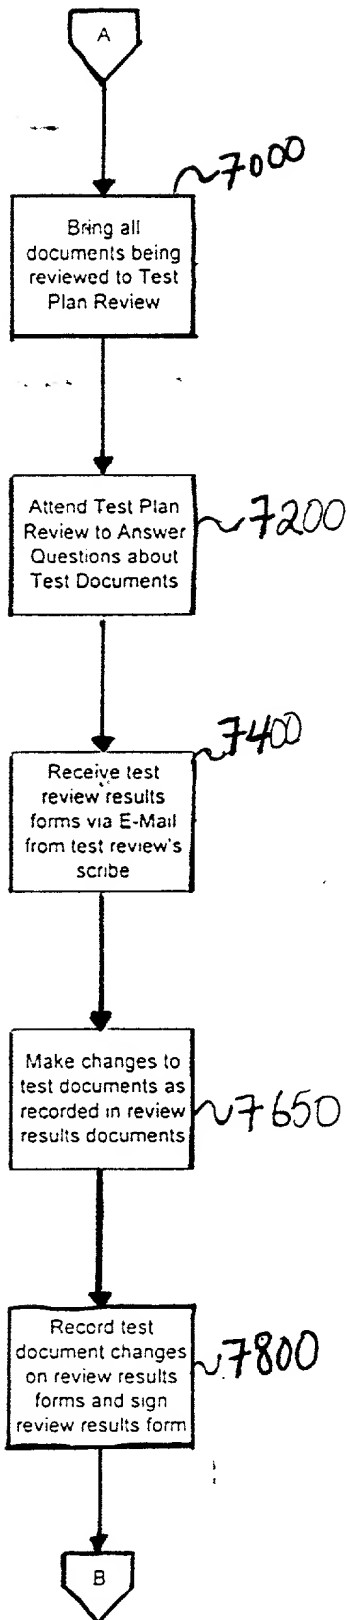 A
7000
Bring all
documents being
reviewed to Test
Plan Review
Attend Test Plan
Review to Answer
Questions about
Test Documents
7200
7400
Receive test
review results
forms via E-Mail
from test review's
scribe
Make changes to
test documents as
recorded in review
results documents
7650
Record test
document changes
on review results
forms and sign
review results form
7800
B